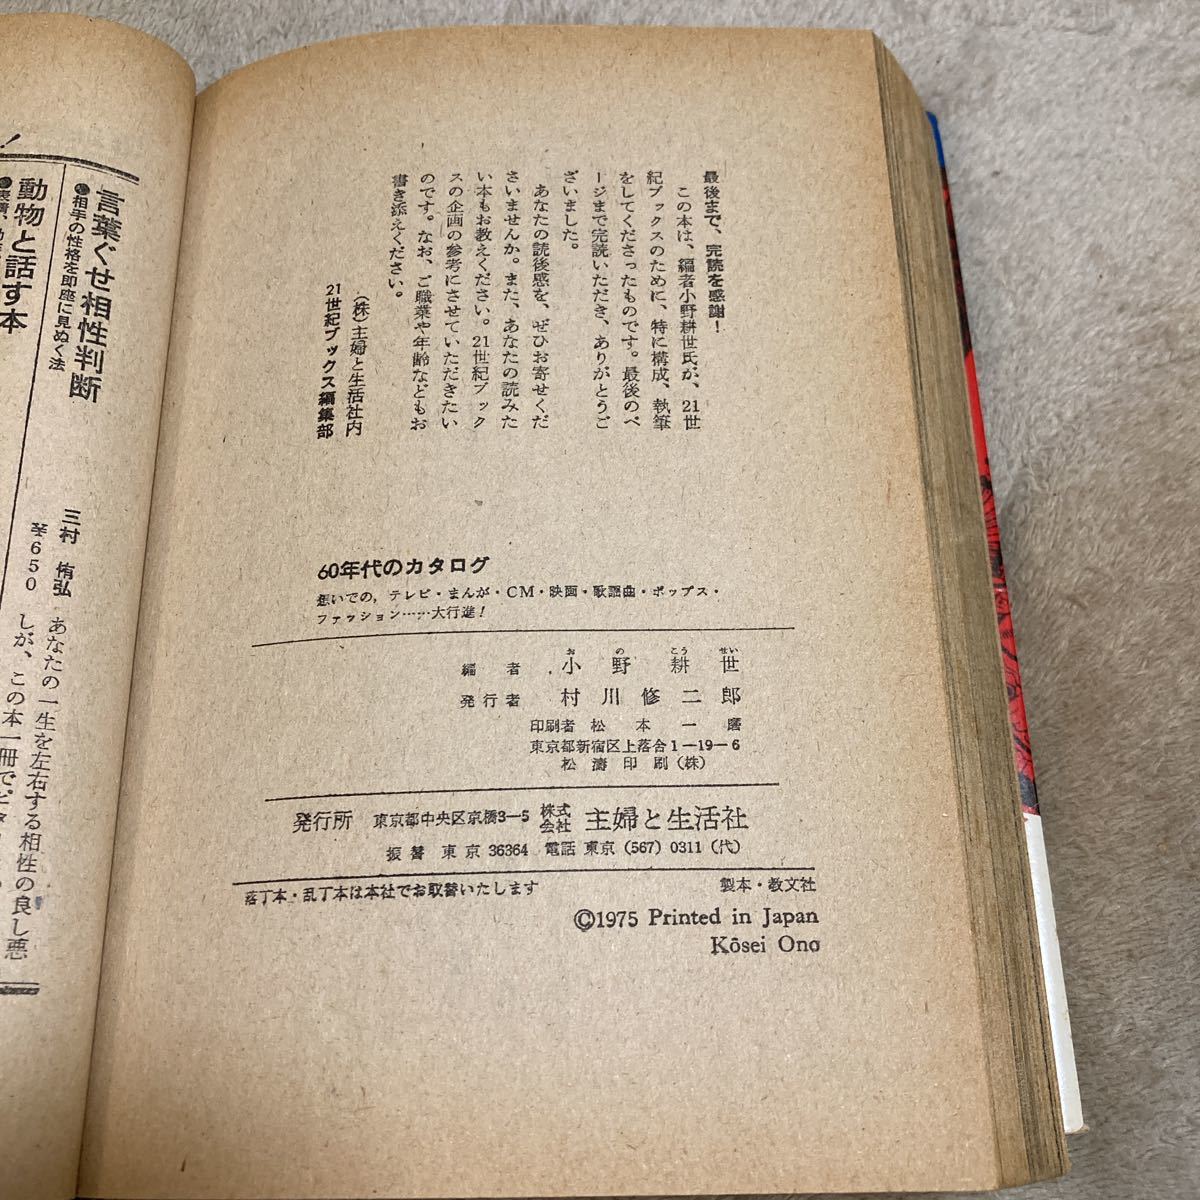 最後まで、完読を感謝！
この本は、編者小野耕世氏が、21世
紀ブックスのために、特に構成、執筆
をしてくださったものです。最後のペ
ージまで完読いただき、ありがとうご
ざいました。
あなたの読後感を、ぜひお寄せくだ
さいませんか。また、あなたの読みた
い本もお教えください。21世紀ブック
スの企画の参考にさせていただきたい
のです。なお、ご職業や年齢などもお
書き添えください。
（株）主婦と生活社内
21世紀ブックス編集部
60年代のカタログ
想いでの，テレビ・まんが・CM・映画・歌謡曲・ポップス・
ファッション……大行進！
お の こう せい
編者 小野耕世
発行者 村川修二郎
印刷者 松本一
東京都新宿区上落合1－19－6
松濤印刷（株）
発行所 東京都中央区京橋3－5 株式会社 主婦と生活社
振替 東京 36364 電話 東京（567）0311（代）
落丁本・乱丁本は本社でお取替いたします 製本・教文社
©1975 Printed in Japan
Kōsei Ono
！
言葉ぐせ相性判断
●相手の性格を即座に見ぬく法
三村 侑弘
￥650
あなたの一生を左右する相性の良し悪
しが、この本一冊で
動物と話す本
●表情、